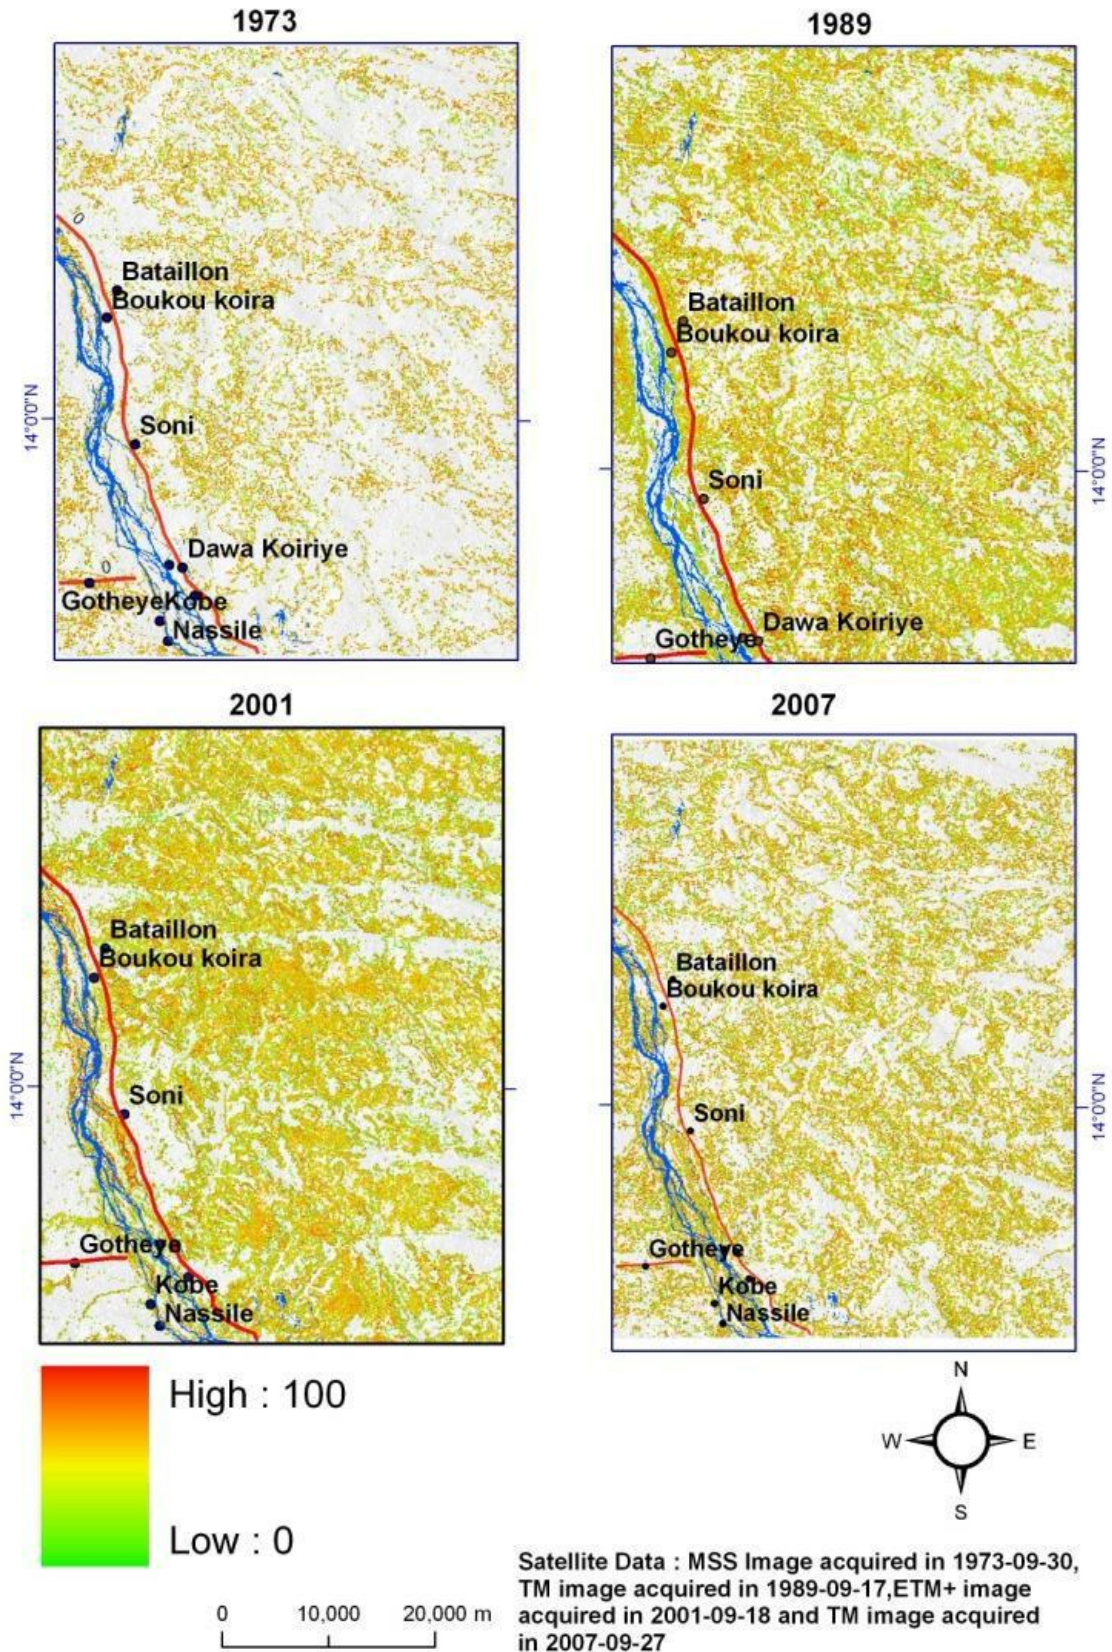 1973
1989
0
Bataillon
Boukou koira
Soni
Dawa Koiriye
0
GotheyeKobe
Nassile
14°0'0"N
Bataillon
Boukou koira
Soni
Dawa Koiriye
Gotheye
14°0'0"N
2001
2007
Bataillon
Boukou koira
Soni
Gotheye
Kobe
Nassile
14°0'0"N
Bataillon
Boukou koira
Soni
Gotheye
Kobe
Nassile
14°0'0"N
High : 100
Low : 0
N
W
E
S
0 10,000 20,000 m
Satellite Data : MSS Image acquired in 1973-09-30,
TM image acquired in 1989-09-17,ETM+ image
acquired in 2001-09-18 and TM image acquired
in 2007-09-27